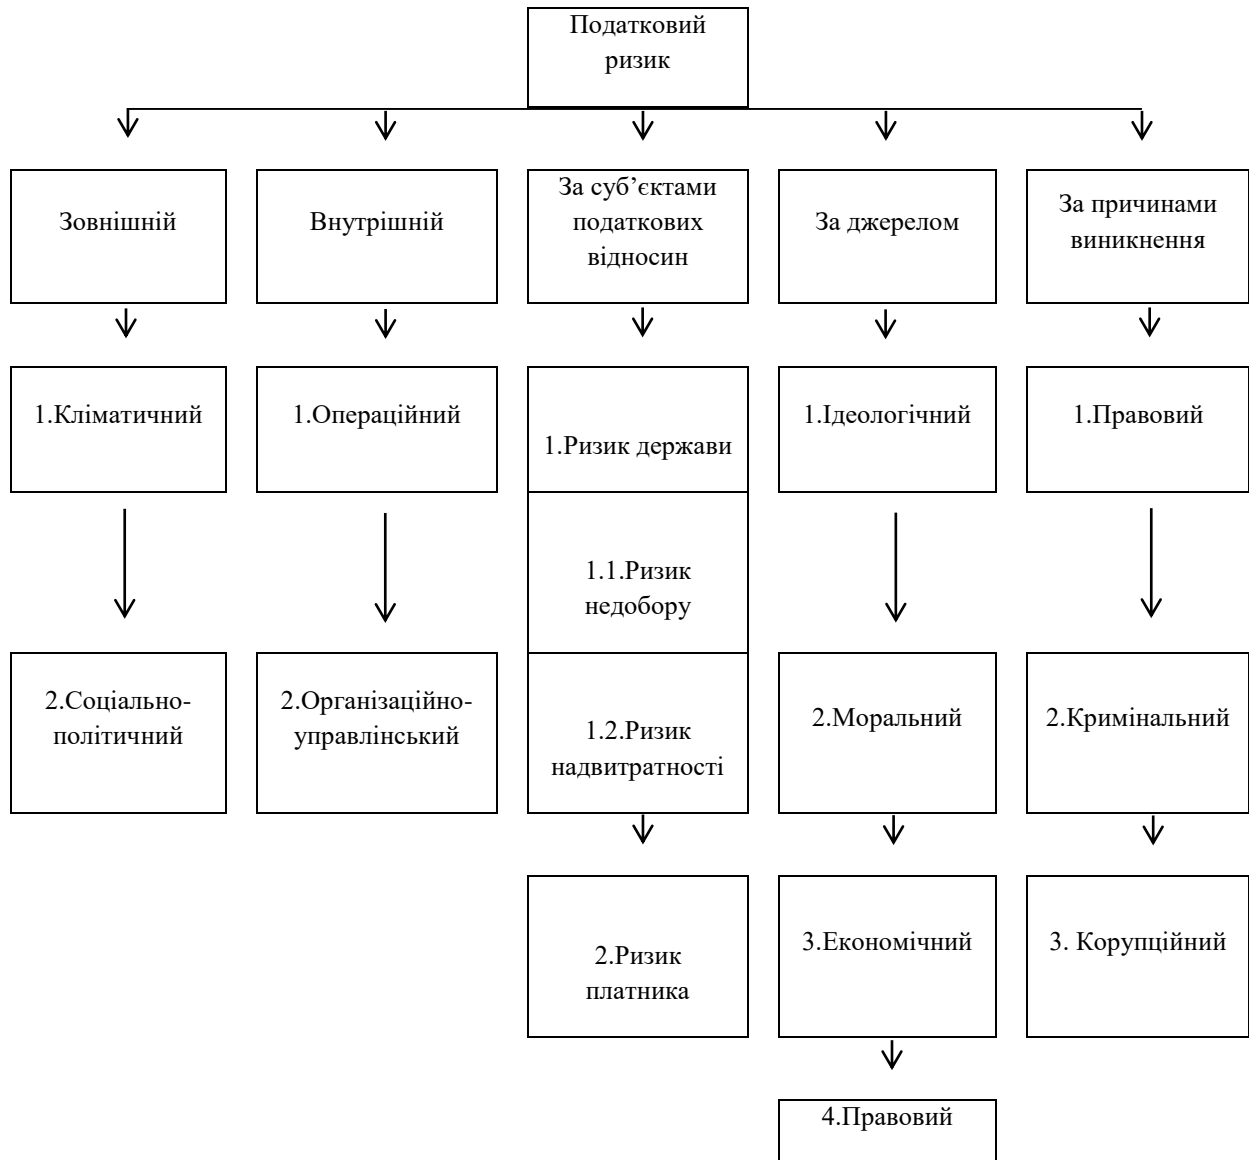 Податковий
ризик
Зовнішній
Внутрішній
За суб’єктами
податкових
відносин
За джерелом
За причинами
виникнення
1.Кліматичний
1.Операційний
1.Ризик держави
1.Ідеологічний
1.Правовий
1.1.Ризик
недобору
2.Соціально-
політичний
2.Організаційно-
управлінський
1.2.Ризик
надвитратності
2.Моральний
2.Кримінальний
2.Ризик
платника
3.Економічний
3. Корупційний
4.Правовий